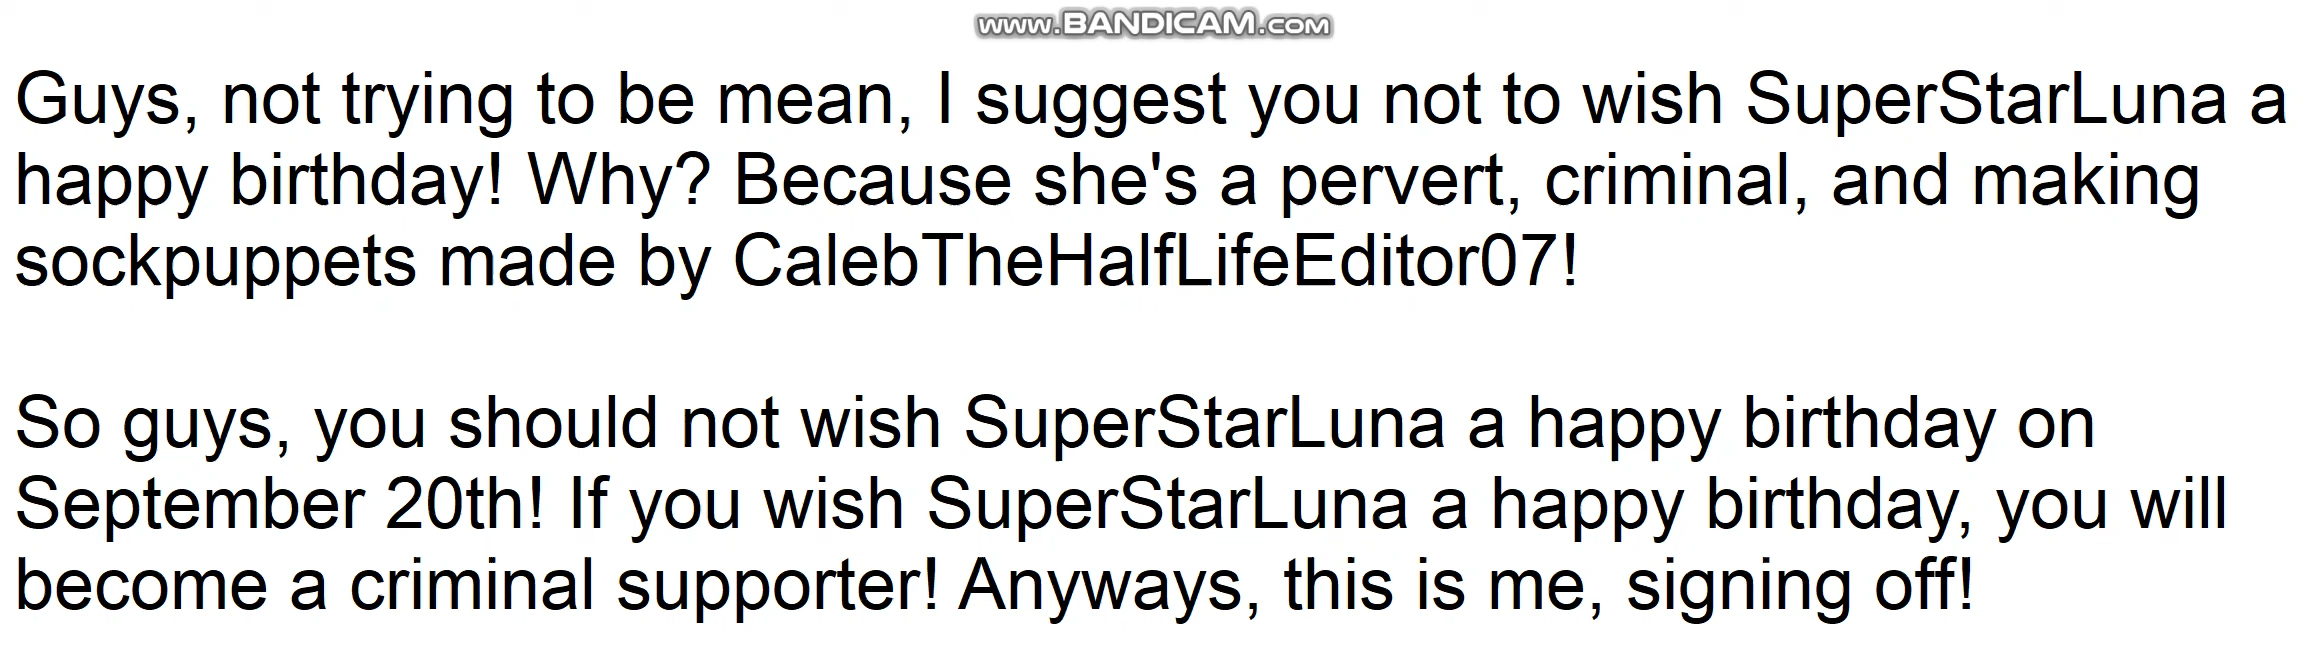 www.BANDICAM.com
Guys, not trying to be mean, I suggest you not to wish SuperStarLuna a
happy birthday! Why? Because she's a pervert, criminal, and making
sockpuppets made by CalebTheHalfLifeEditor07!
So guys, you should not wish SuperStarLuna a happy birthday on
September 20th! If you wish SuperStarLuna a happy birthday, you will
become a criminal supporter! Anyways, this is me, signing off!